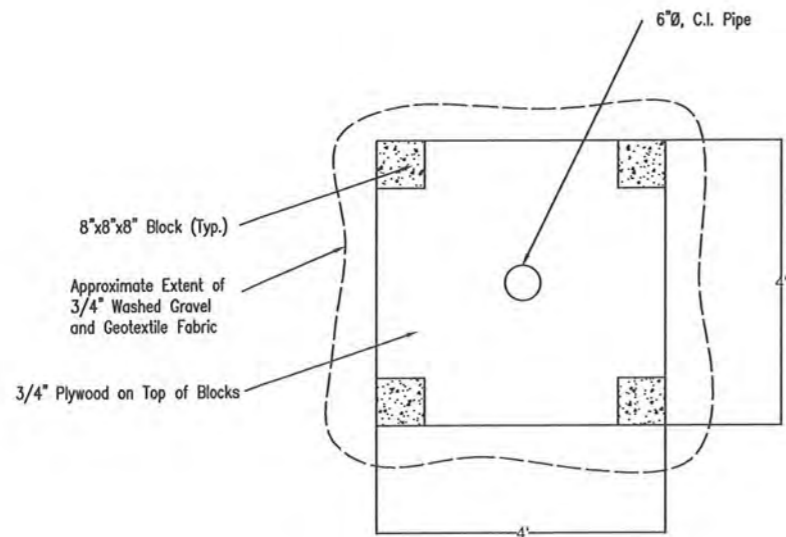 6"Ø, C.I. Pipe
8"x8"x8" Block (Typ.)
Approximate Extent of
3/4" Washed Gravel
and Geotextile Fabric
4'
3/4" Plywood on Top of Blocks
4'